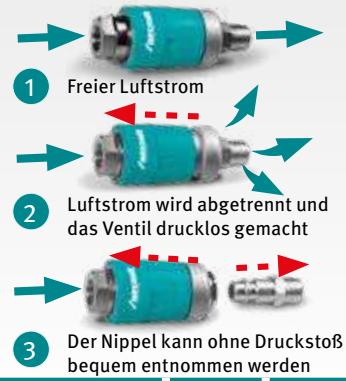 1 Freier Luftstrom
2 Luftstrom wird abgetrennt und
das Ventil drucklos gemacht
3 Der Nippel kann ohne Druckstoß
bequem entnommen werden